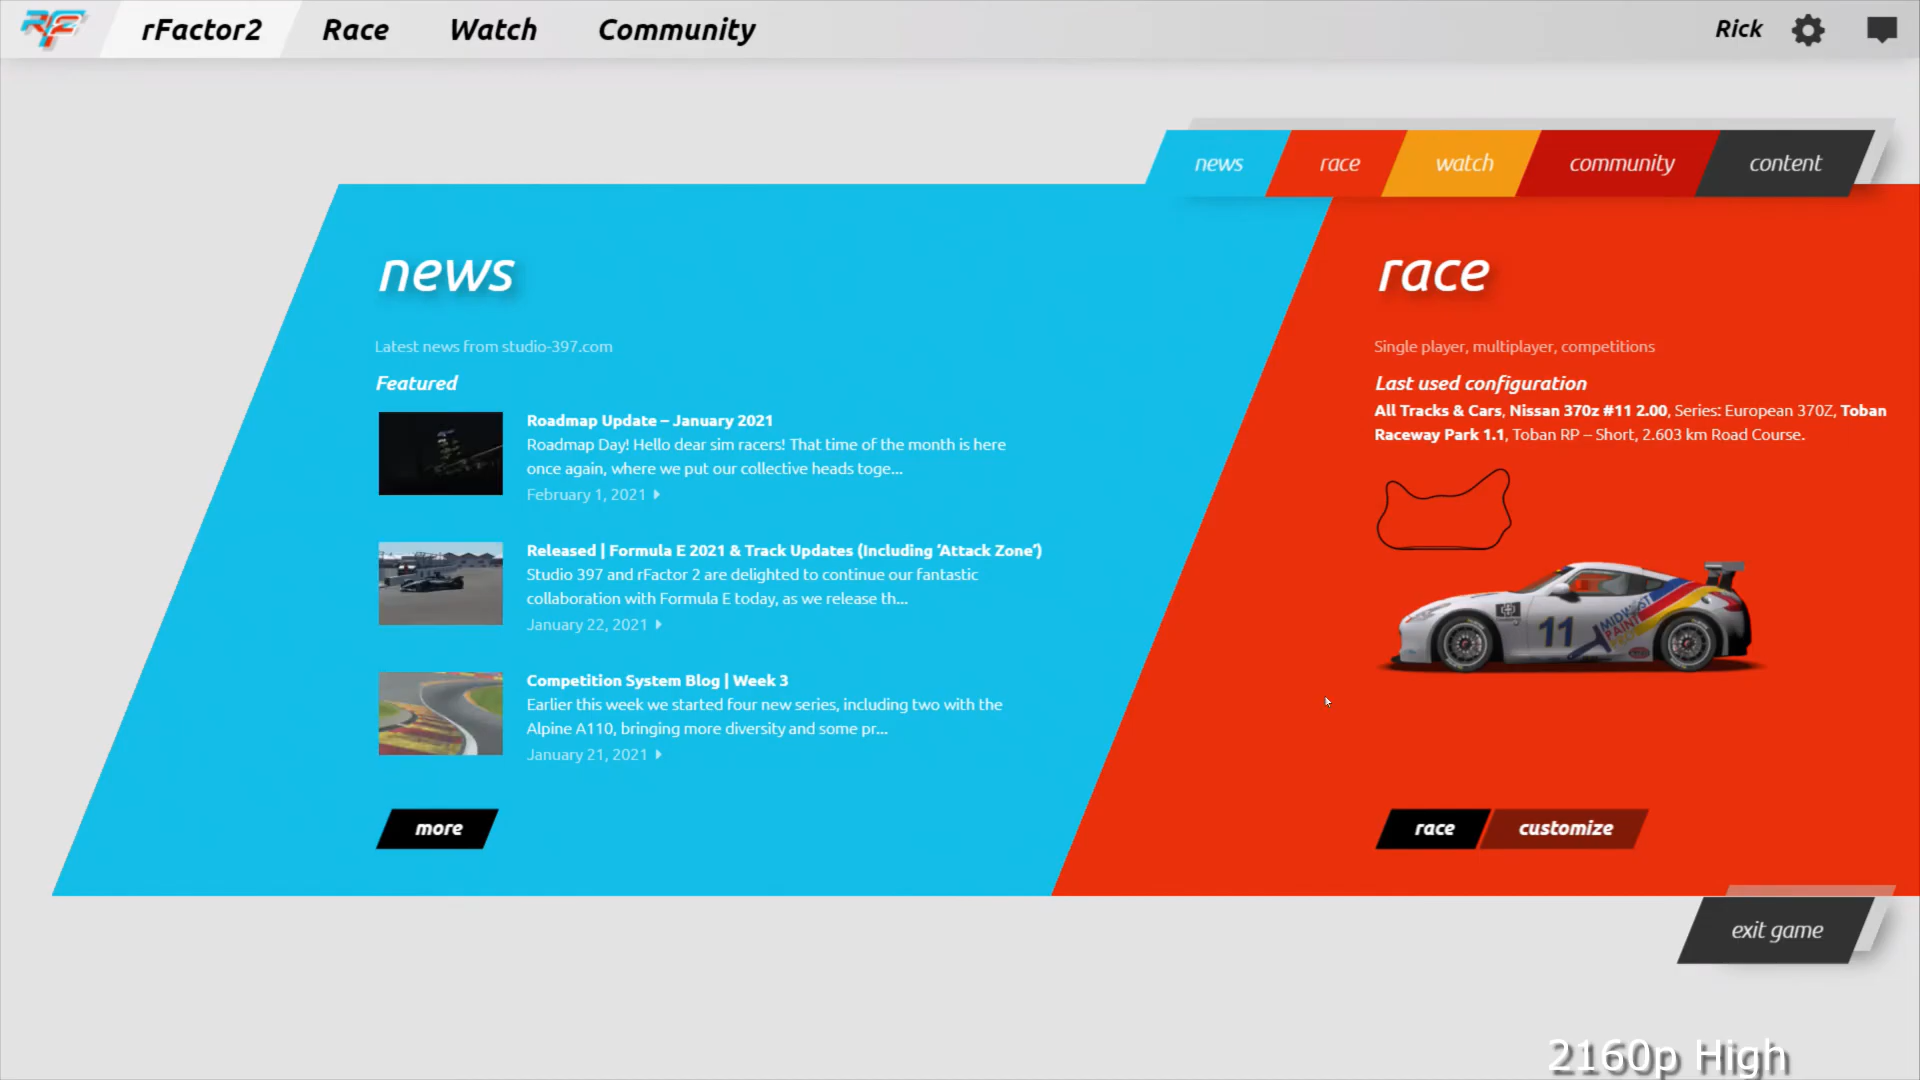 rFactor2 Race Watch Community Rick
news race watch community content
news
Latest news from studio-397.com
Featured
Roadmap Update – January 2021
Roadmap Day! Hello dear sim racers! That time of the month is here
once again, where we put our collective heads toge...
February 1, 2021
Released | Formula E 2021 & Track Updates (Including ‘Attack Zone’)
Studio 397 and rFactor 2 are delighted to continue our fantastic
collaboration with Formula E today, as we release th...
January 22, 2021
Competition System Blog | Week 3
Earlier this week we started four new series, including two with the
Alpine A110, bringing more diversity and some pr...
January 21, 2021
more
race
Single player, multiplayer, competitions
Last used configuration
All Tracks & Cars, Nissan 370z #11 2.00, Series: European 370Z, Toban
Raceway Park 1.1, Toban RP – Short, 2.603 km Road Course.
11
MIDWEST
PAINT
race customize
exit game
2160p High